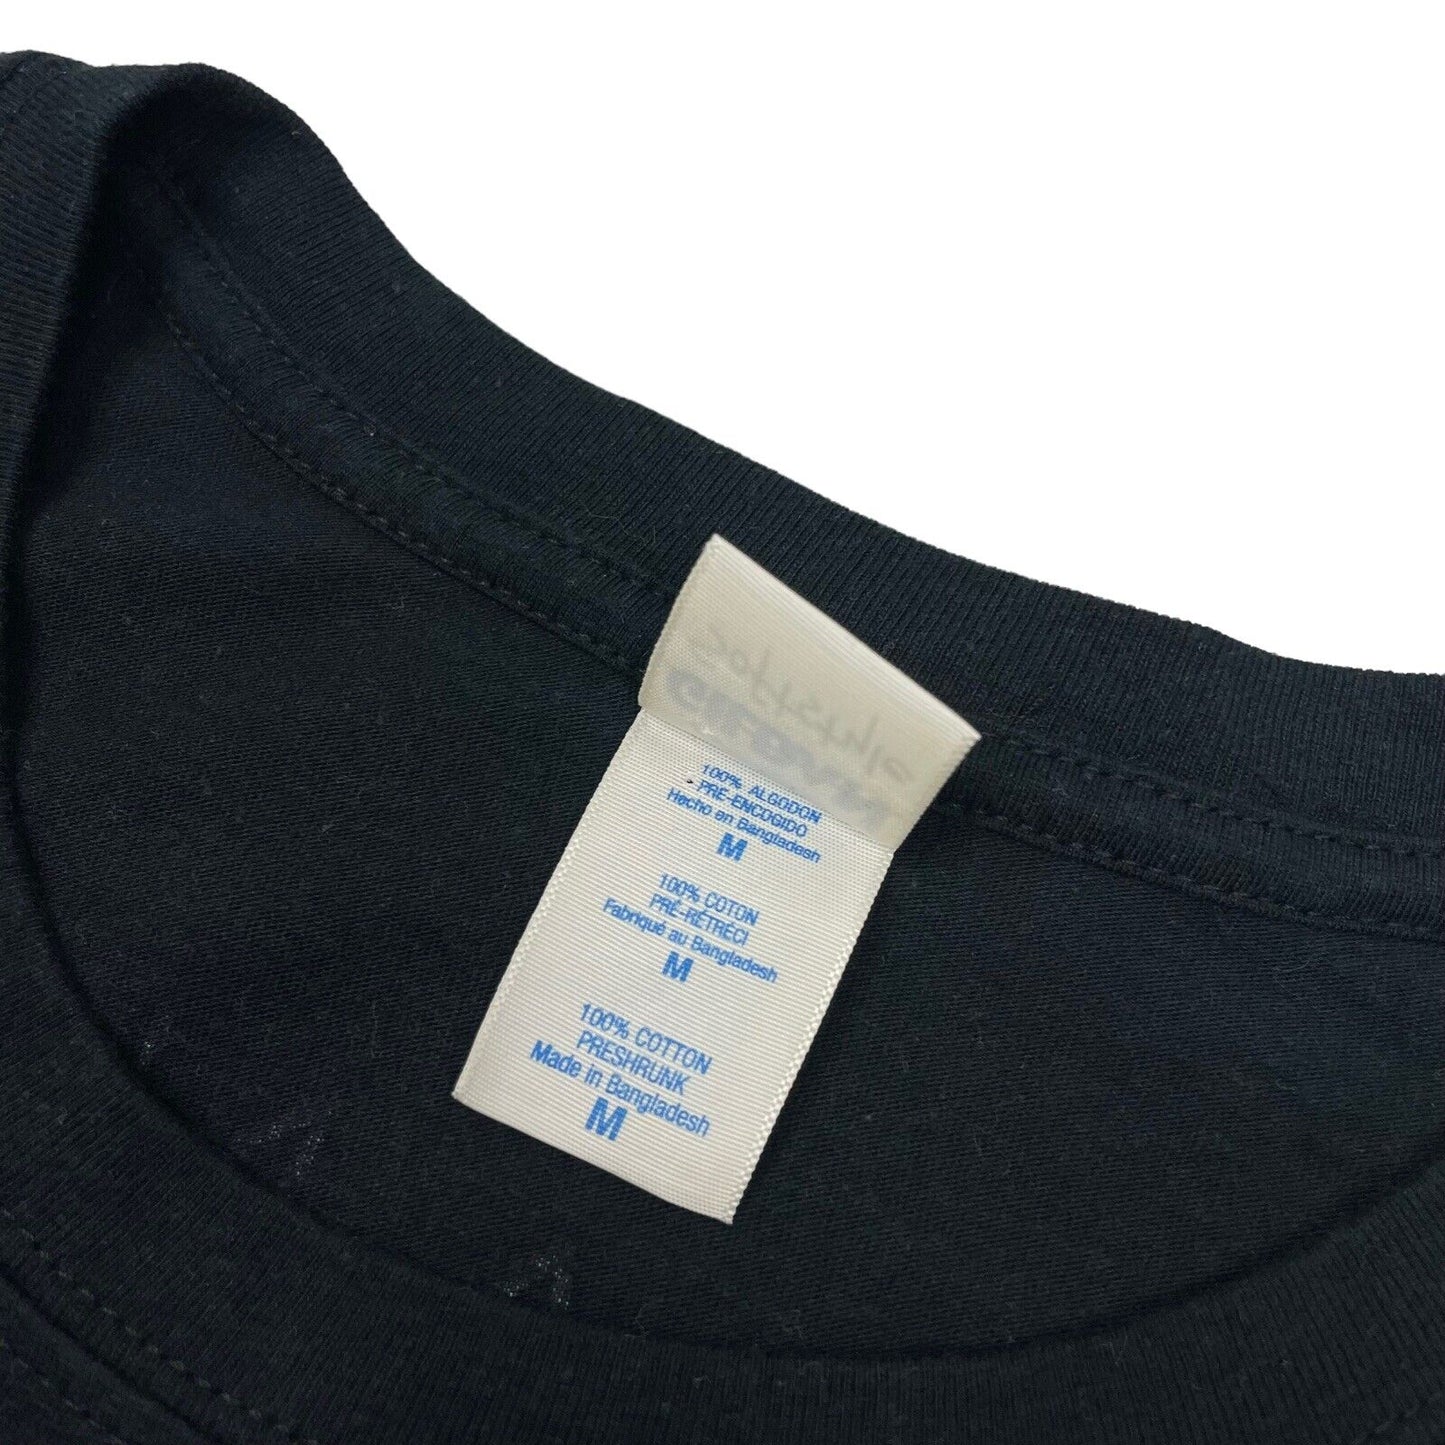 100% ALGODON
PRE-ENCOGIDO
Hecho en Bangladesh
M
100% COTON
PRÉ-RÉTRÉCI
Fabriqué au Bangladesh
M
100% COTTON
PRESHRUNK
Made in Bangladesh
M